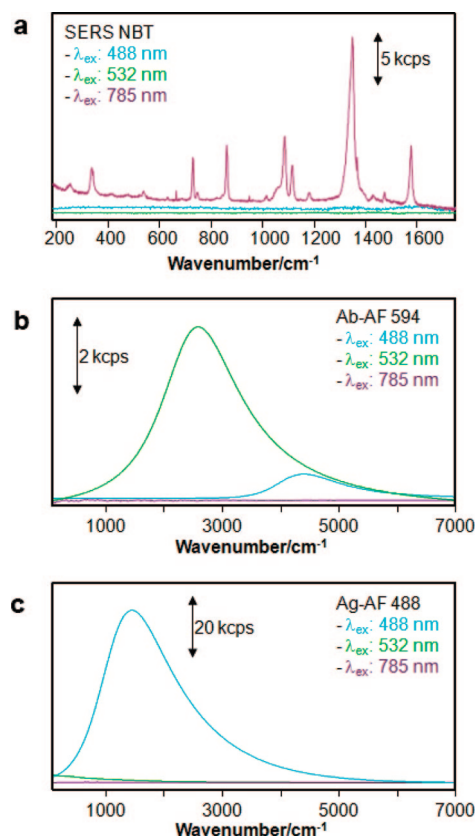 a
SERS NBT
- λex: 488 nm
- λex: 532 nm
- λex: 785 nm
5 kcps
200 400 600 800 1000 1200 1400 1600
Wavenumber/cm-1
b
Ab-AF 594
- λex: 488 nm
- λex: 532 nm
- λex: 785 nm
2 kcps
1000 3000 5000 7000
Wavenumber/cm-1
c
Ag-AF 488
- λex: 488 nm
- λex: 532 nm
- λex: 785 nm
20 kcps
1000 3000 5000 7000
Wavenumber/cm-1